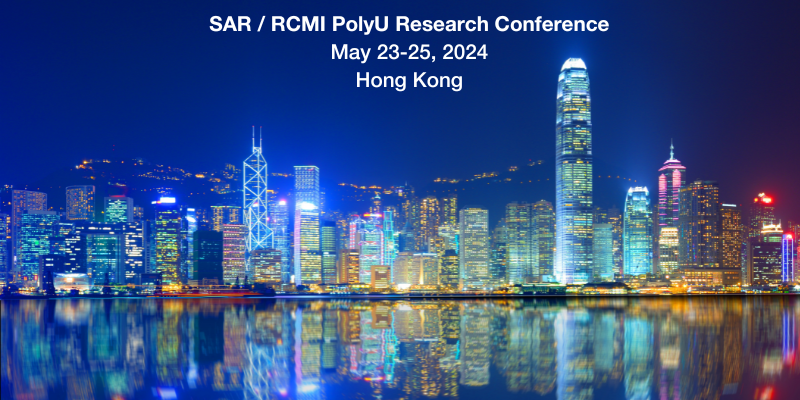 SAR / RCMI PolyU Research Conference
May 23-25, 2024
Hong Kong